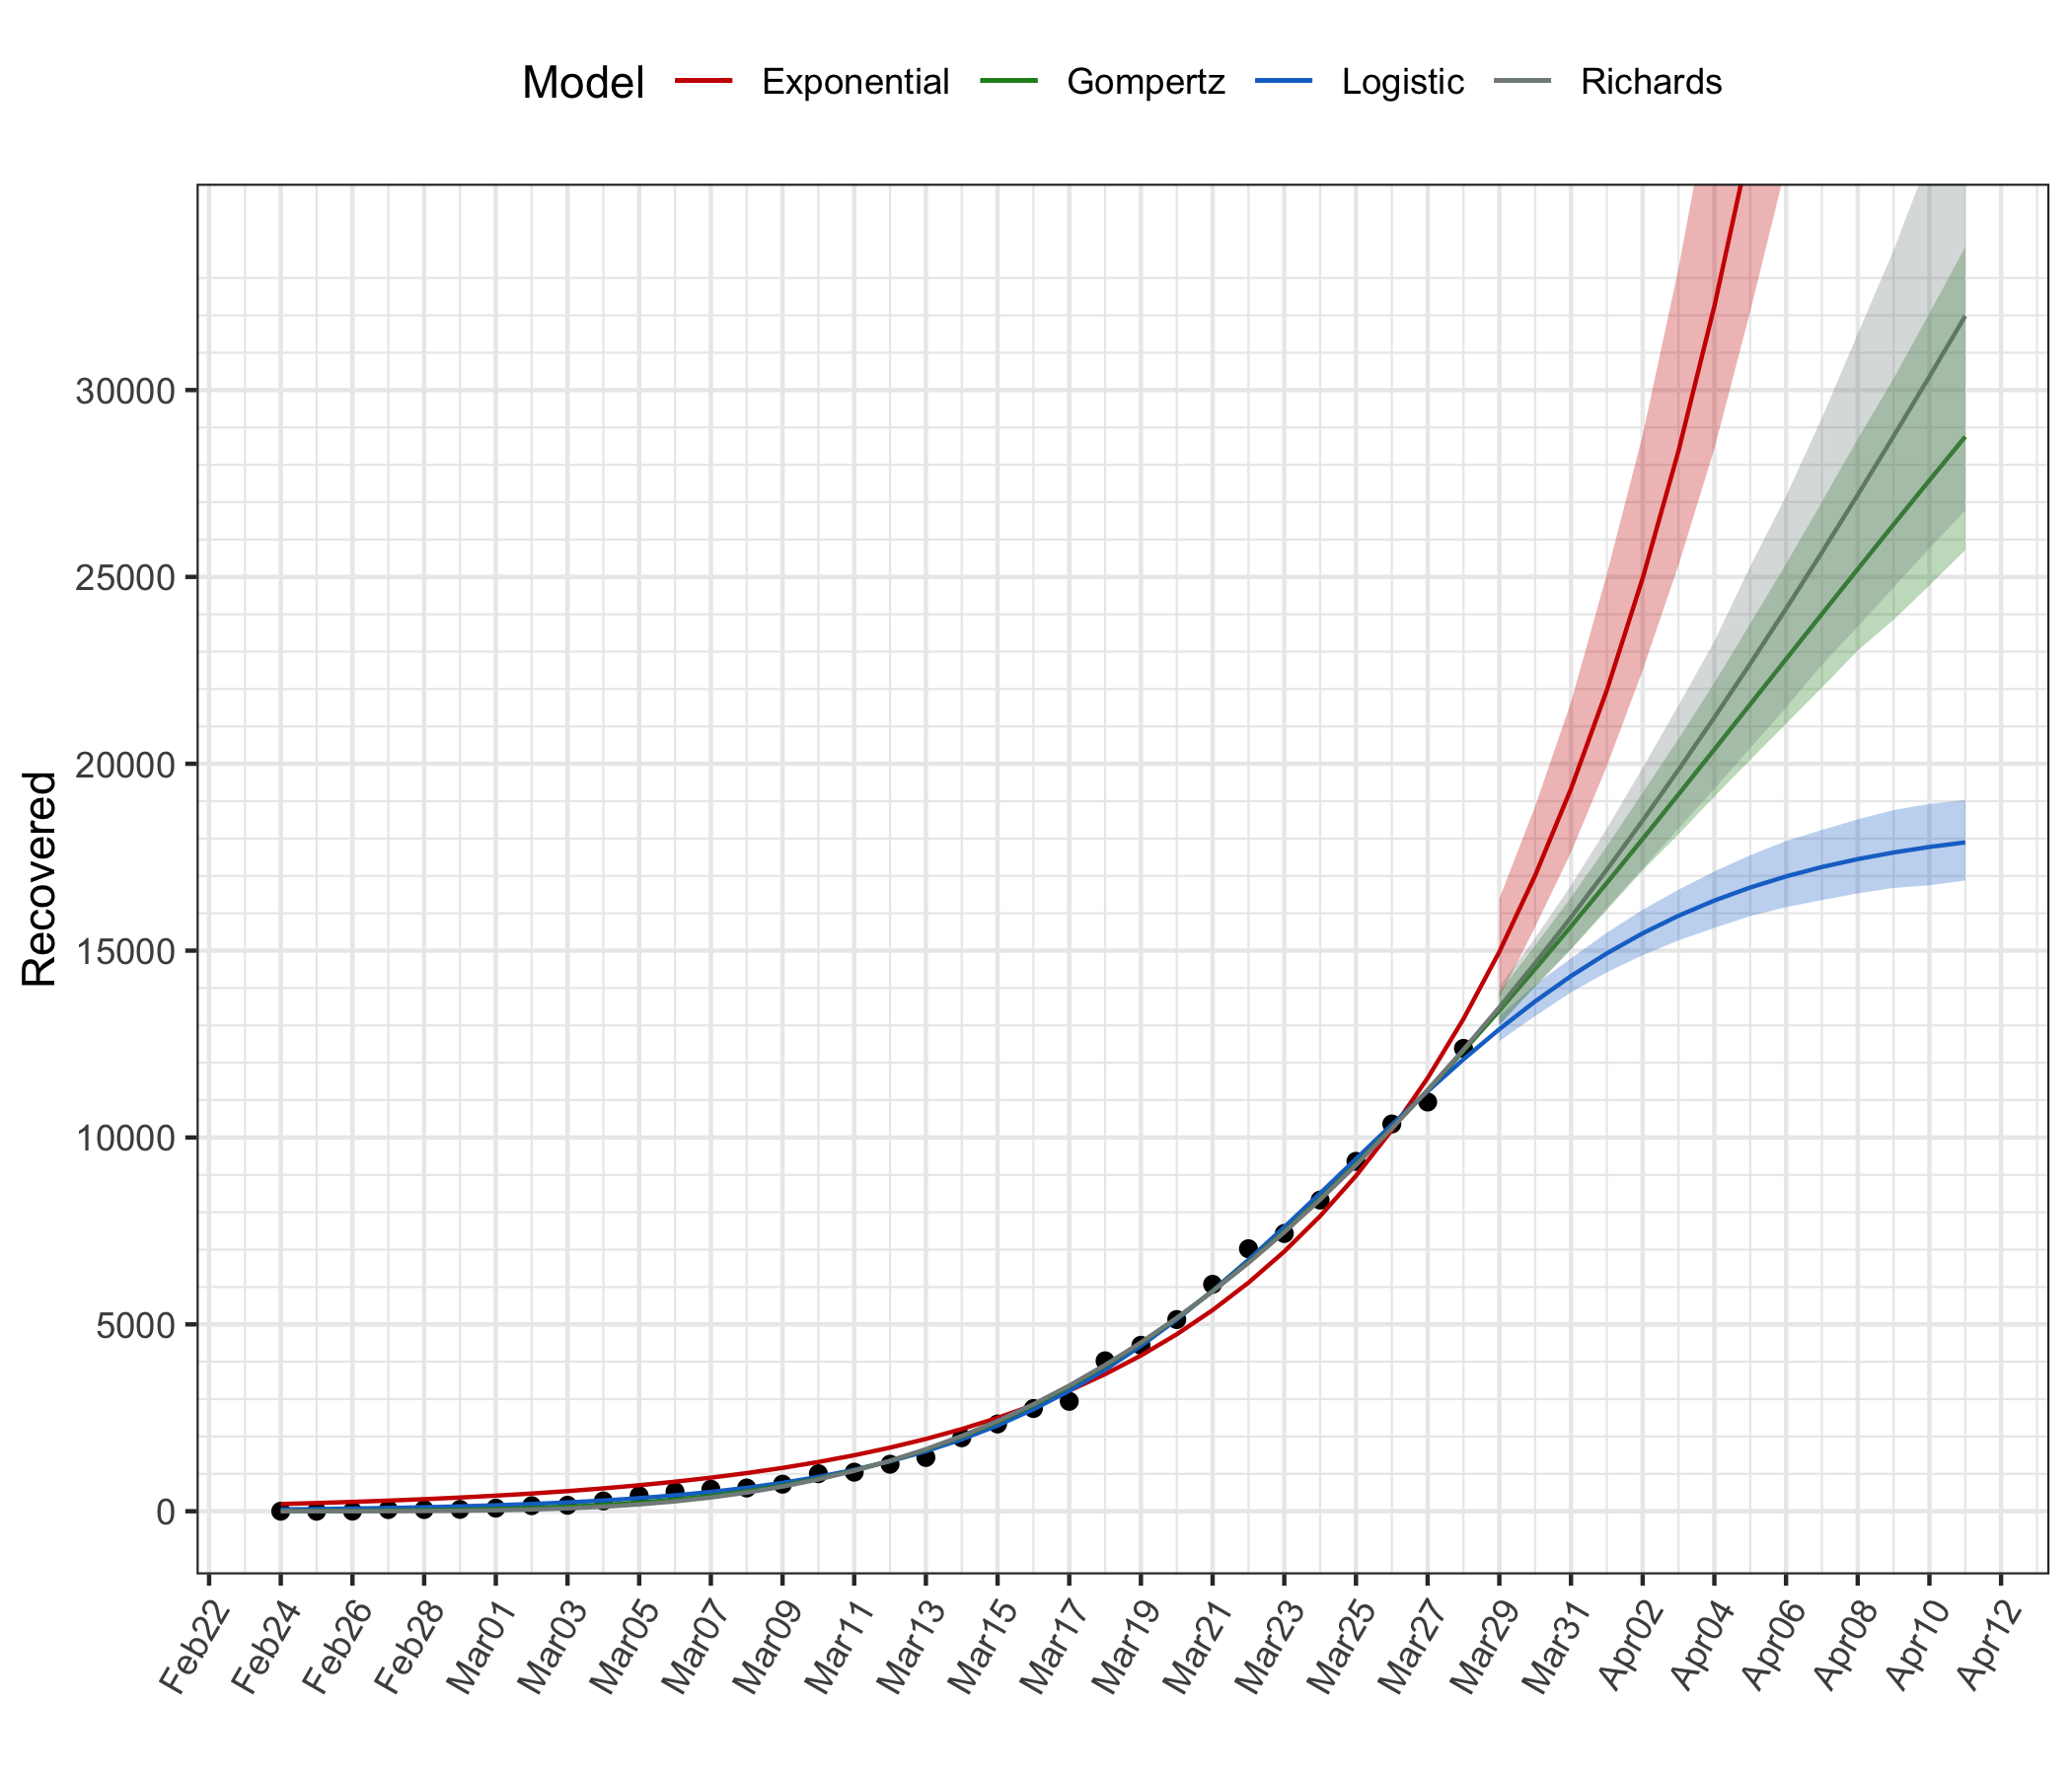 Model Exponential Gompertz Logistic Richards
Recovered
30000
25000
20000
15000
10000
5000
0
Feb22 Feb24 Feb26 Feb28 Mar01 Mar03 Mar05 Mar07 Mar09 Mar11 Mar13 Mar15 Mar17 Mar19 Mar21 Mar23 Mar25 Mar27 Mar29 Mar31 Apr02 Apr04 Apr06 Apr08 Apr10 Apr12